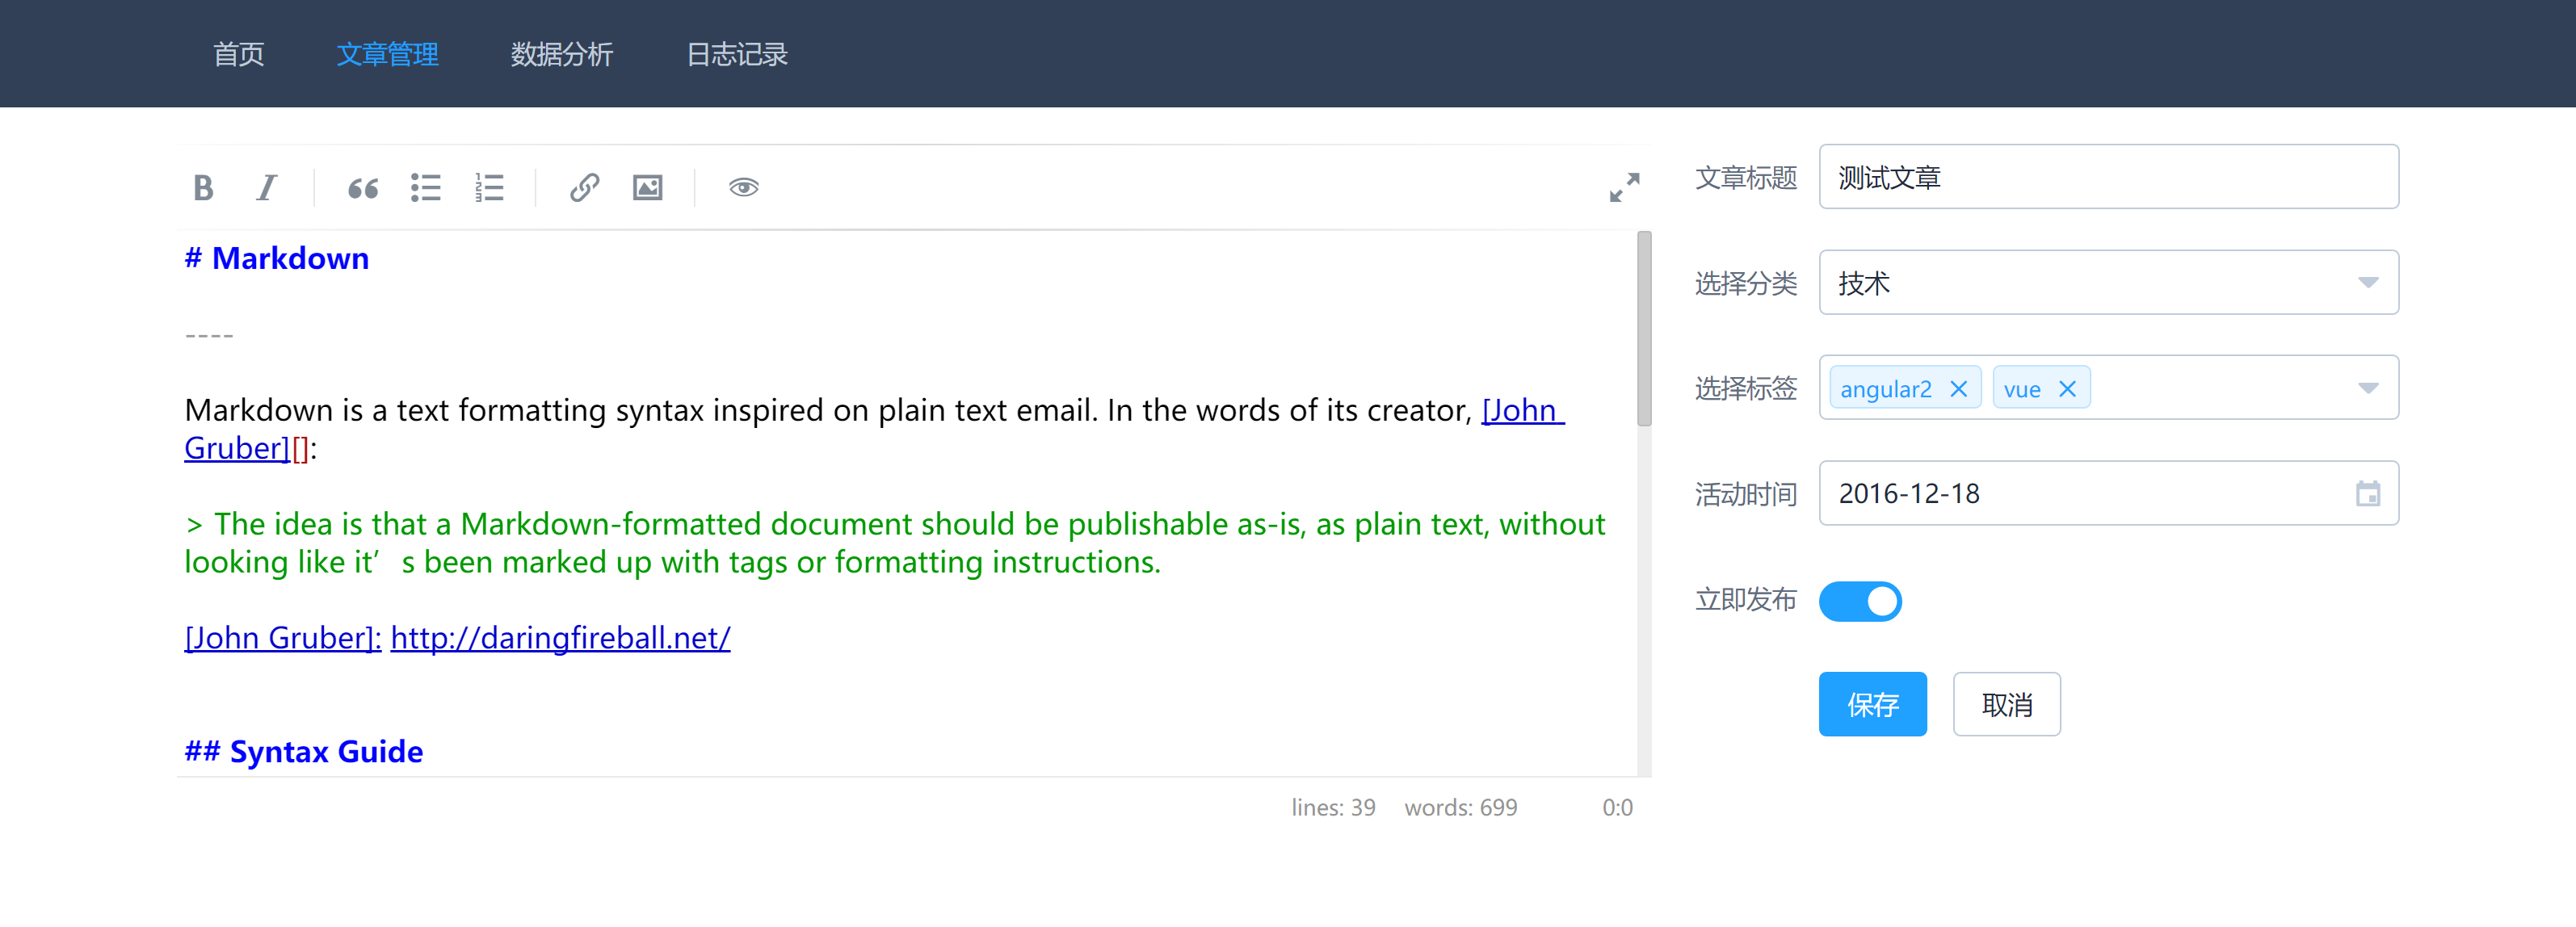 首页 文章管理 数据分析 日志记录
# Markdown
----
Markdown is a text formatting syntax inspired on plain text email. In the words of its creator, [John
Gruber][]:
> The idea is that a Markdown-formatted document should be publishable as-is, as plain text, without
looking like it’s been marked up with tags or formatting instructions.
[John Gruber]: http://daringfireball.net/
## Syntax Guide
lines: 39 words: 699 0:0
文章标题 测试文章
选择分类 技术
选择标签 angular2 × vue ×
活动时间 2016-12-18
立即发布
保存 取消